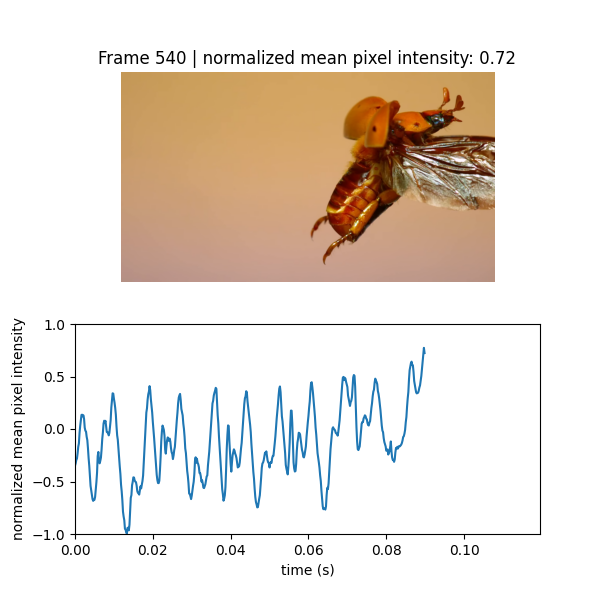 Frame 540 | normalized mean pixel intensity: 0.72
normalized mean pixel intensity
1.0
0.5
0.0
−0.5
−1.0
0.00 0.02 0.04 0.06 0.08 0.10
time (s)